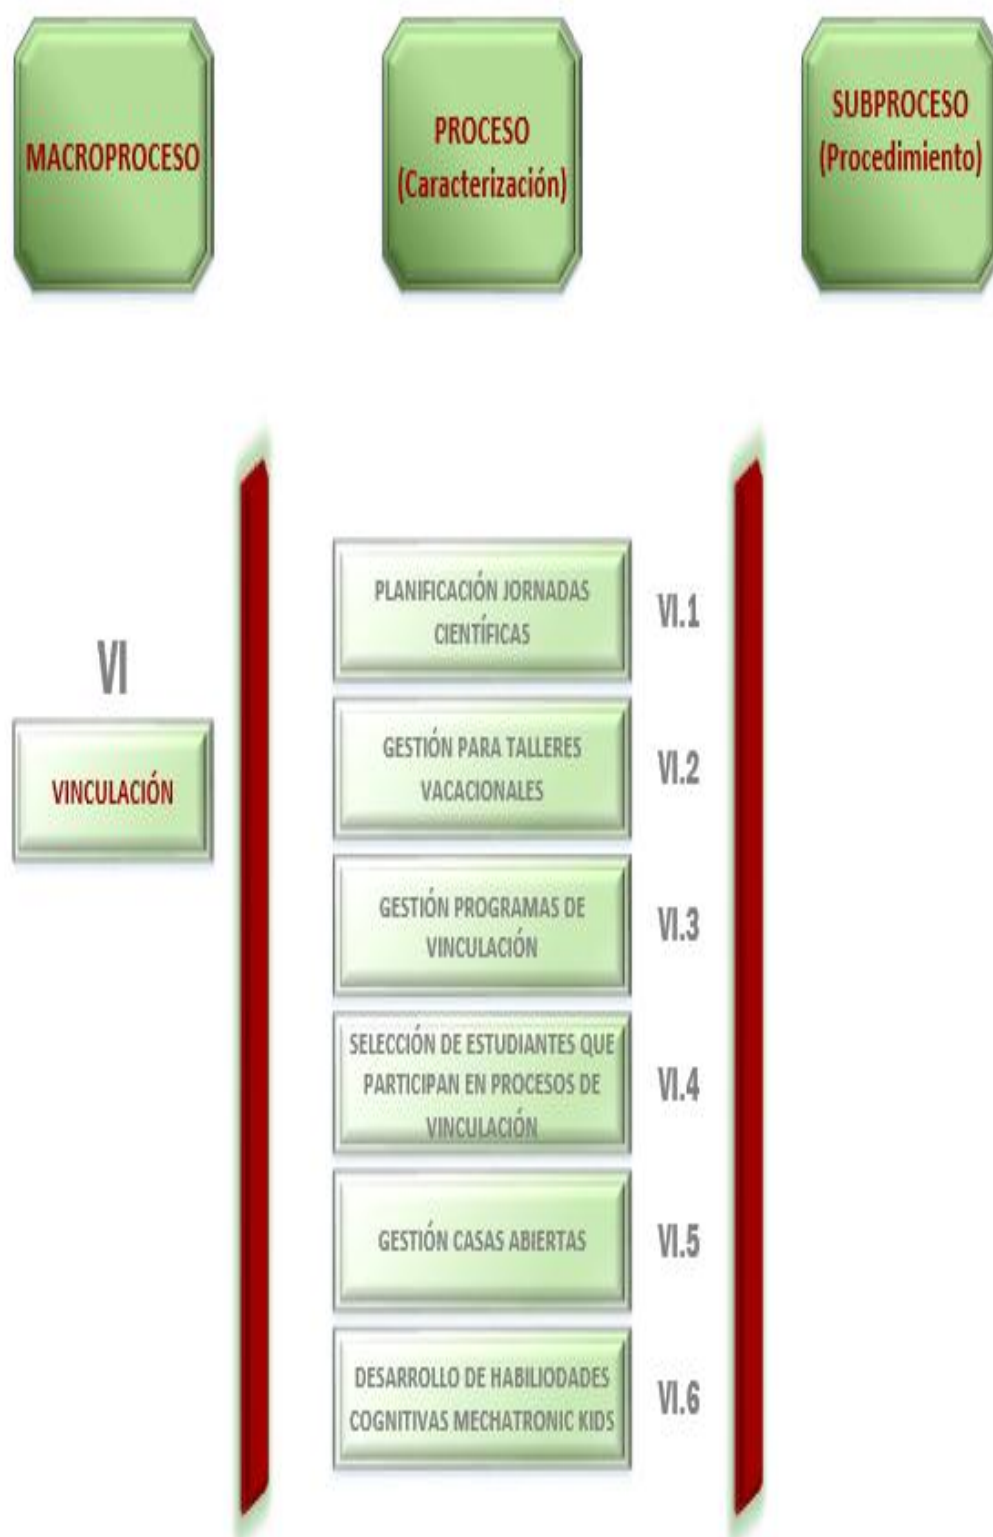 MACROPROCESO
PROCESO
(Caracterización)
SUBPROCESO
(Procedimiento)
VI
VINCULACIÓN
PLANIFICACIÓN JORNADAS
CIENTÍFICAS
VI.1
GESTIÓN PARA TALLERES
VACACIONALES
VI.2
GESTIÓN PROGRAMAS DE
VINCULACIÓN
VI.3
SELECCIÓN DE ESTUDIANTES QUE
PARTICIPAN EN PROCESOS DE
VINCULACIÓN
VI.4
GESTIÓN CASAS ABIERTAS
VI.5
DESARROLLO DE HABILIODADES
COGNITIVAS MECHATRONIC KIDS
VI.6